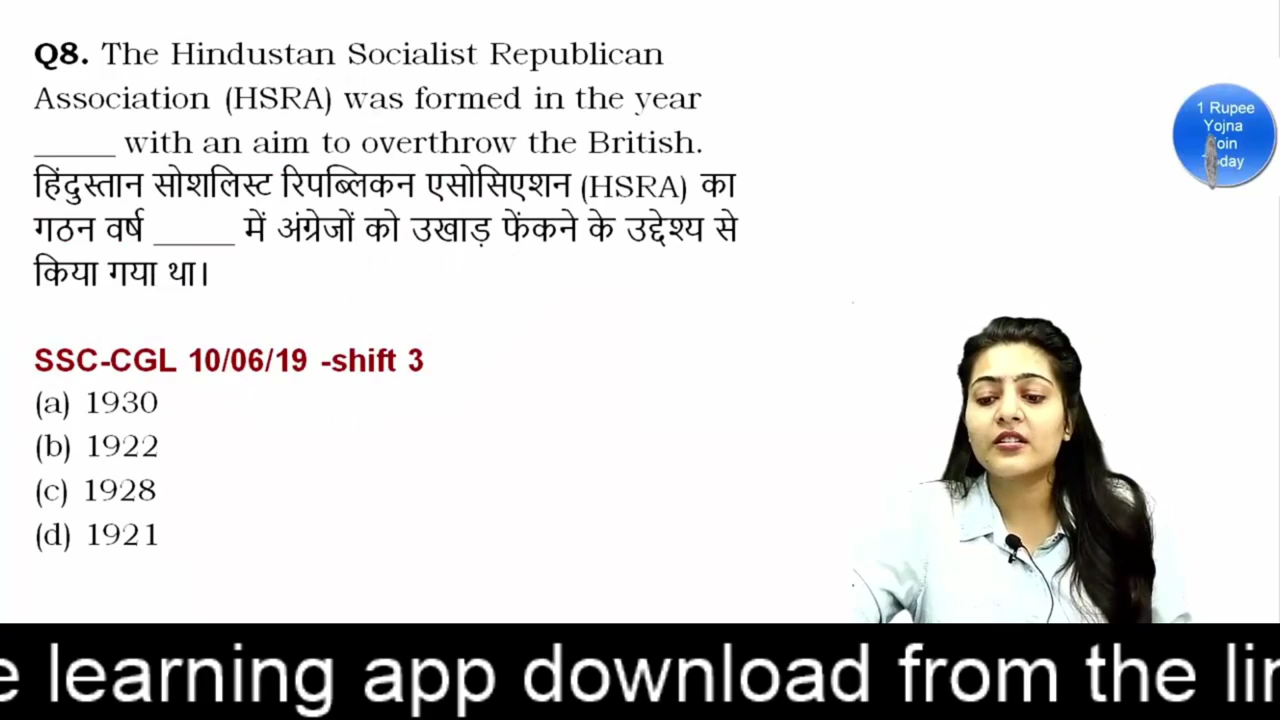 Q8. The Hindustan Socialist Republican
Association (HSRA) was formed in the year
_____ with an aim to overthrow the British.
हिंदुस्तान सोशलिस्ट रिपब्लिकन एसोसिएशन (HSRA) का
गठन वर्ष _____ में अंग्रेजों को उखाड़ फेंकने के उद्देश्य से
किया गया था।
SSC-CGL 10/06/19 -shift 3
(a) 1930
(b) 1922
(c) 1928
(d) 1921
1 Rupee
Yojna
learning app download from the